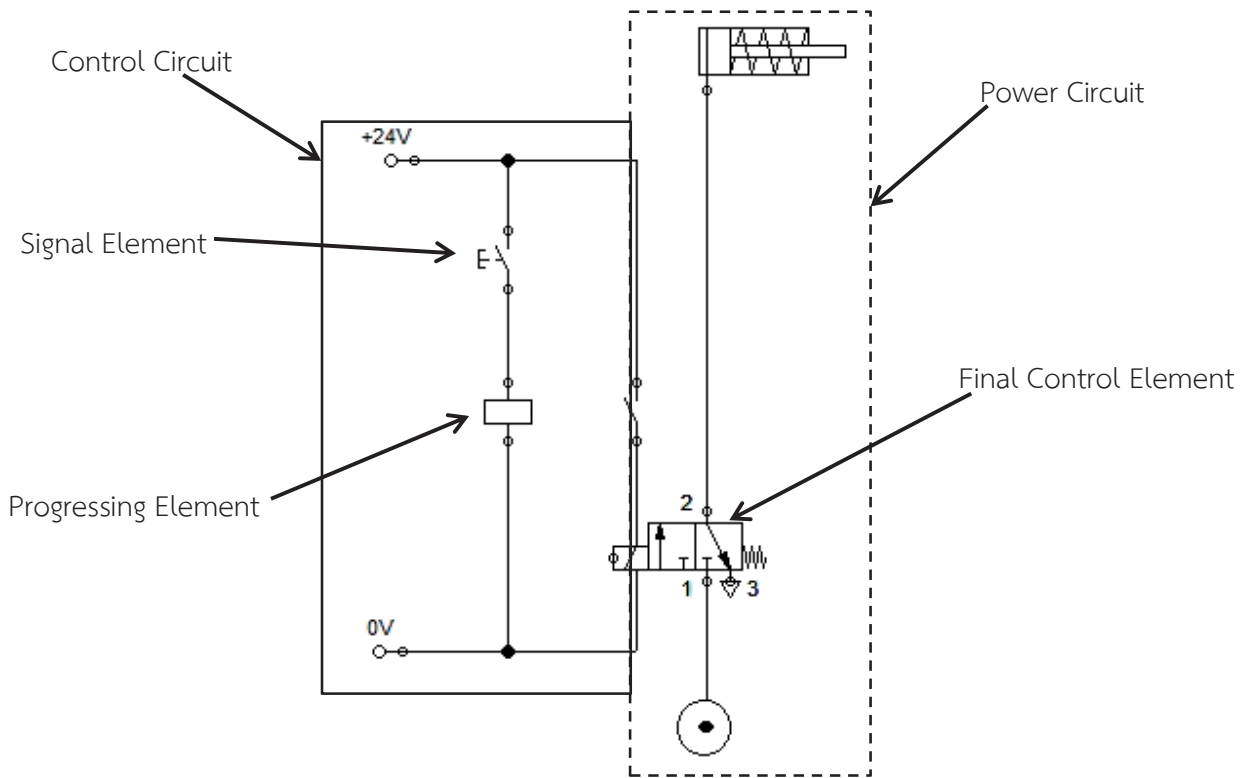 Control Circuit
Power Circuit
+24V
Signal Element
Final Control Element
Progressing Element
2
1
3
0V